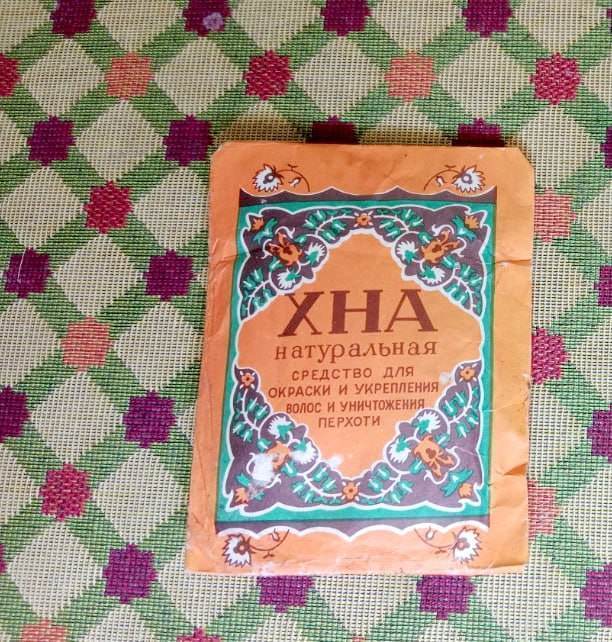 ХНА
натуральная
СРЕДСТВО ДЛЯ
ОКРАСКИ И УКРЕПЛЕНИЯ
ВОЛОС И УНИЧТОЖЕНИЯ
ПЕРХОТИ